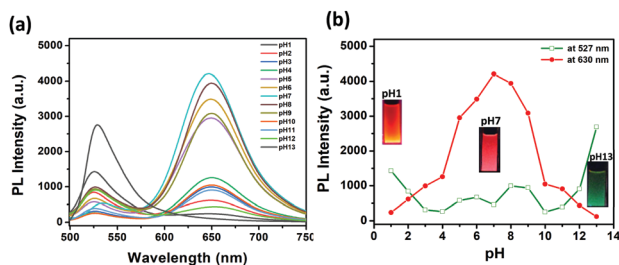 (a)
PL Intensity (a.u.)
5000
4000
3000
2000
1000
0
500
550
600
650
700
750
Wavelength (nm)
pH1
pH2
pH3
pH4
pH5
pH6
pH7
pH8
pH9
pH10
pH11
pH12
pH13
(b)
PL Intensity (a.u.)
5000
4000
3000
2000
1000
0
0
2
4
6
8
10
12
14
pH
at 527 nm
at 630 nm
pH1
pH7
pH13